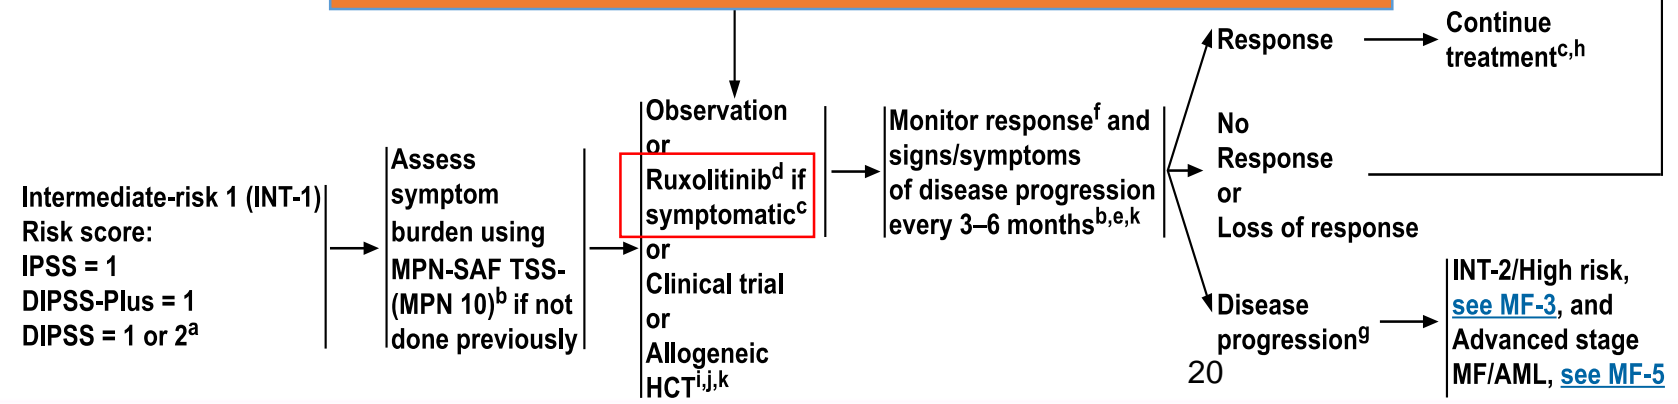 Intermediate-risk 1 (INT-1)
Risk score:
IPSS = 1
DIPSS-Plus = 1
DIPSS = 1 or 2a
Assess
symptom
burden using
MPN-SAF TSS-
(MPN 10)b if not
done previously
Observation
or
Ruxolitinibd if
symptomaticc
or
Clinical trial
or
Allogeneic
HCTi,j,k
Monitor responsef and
signs/symptoms
of disease progression
every 3–6 monthsb,e,k
Response
Continue
treatmentc,h
No
Response
or
Loss of response
Disease
progressiong
INT-2/High risk,
see MF-3, and
Advanced stage
MF/AML, see MF-5
20